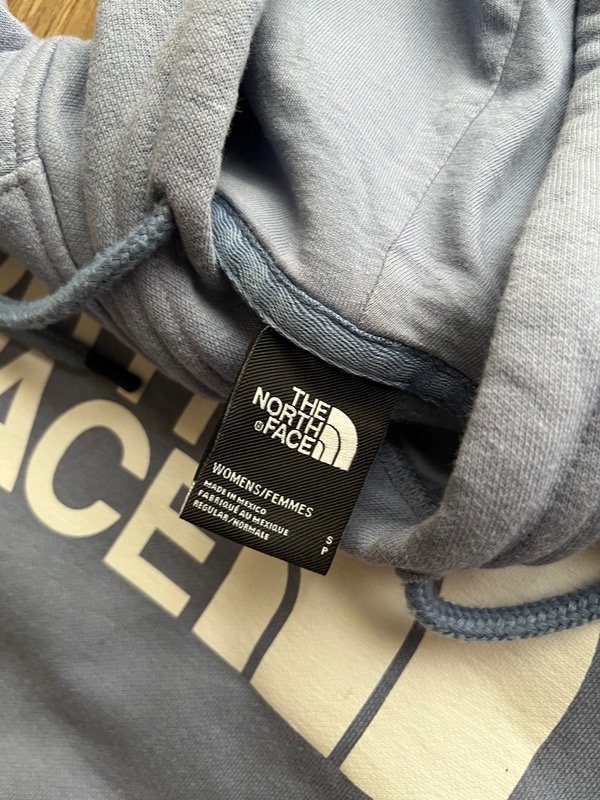 THE
NORTH
®FACE
WOMENS/FEMMES
MADE IN MEXICO
FABRIQUÉ AU MEXIQUE
REGULAR/NORMALE
S
P
ACE